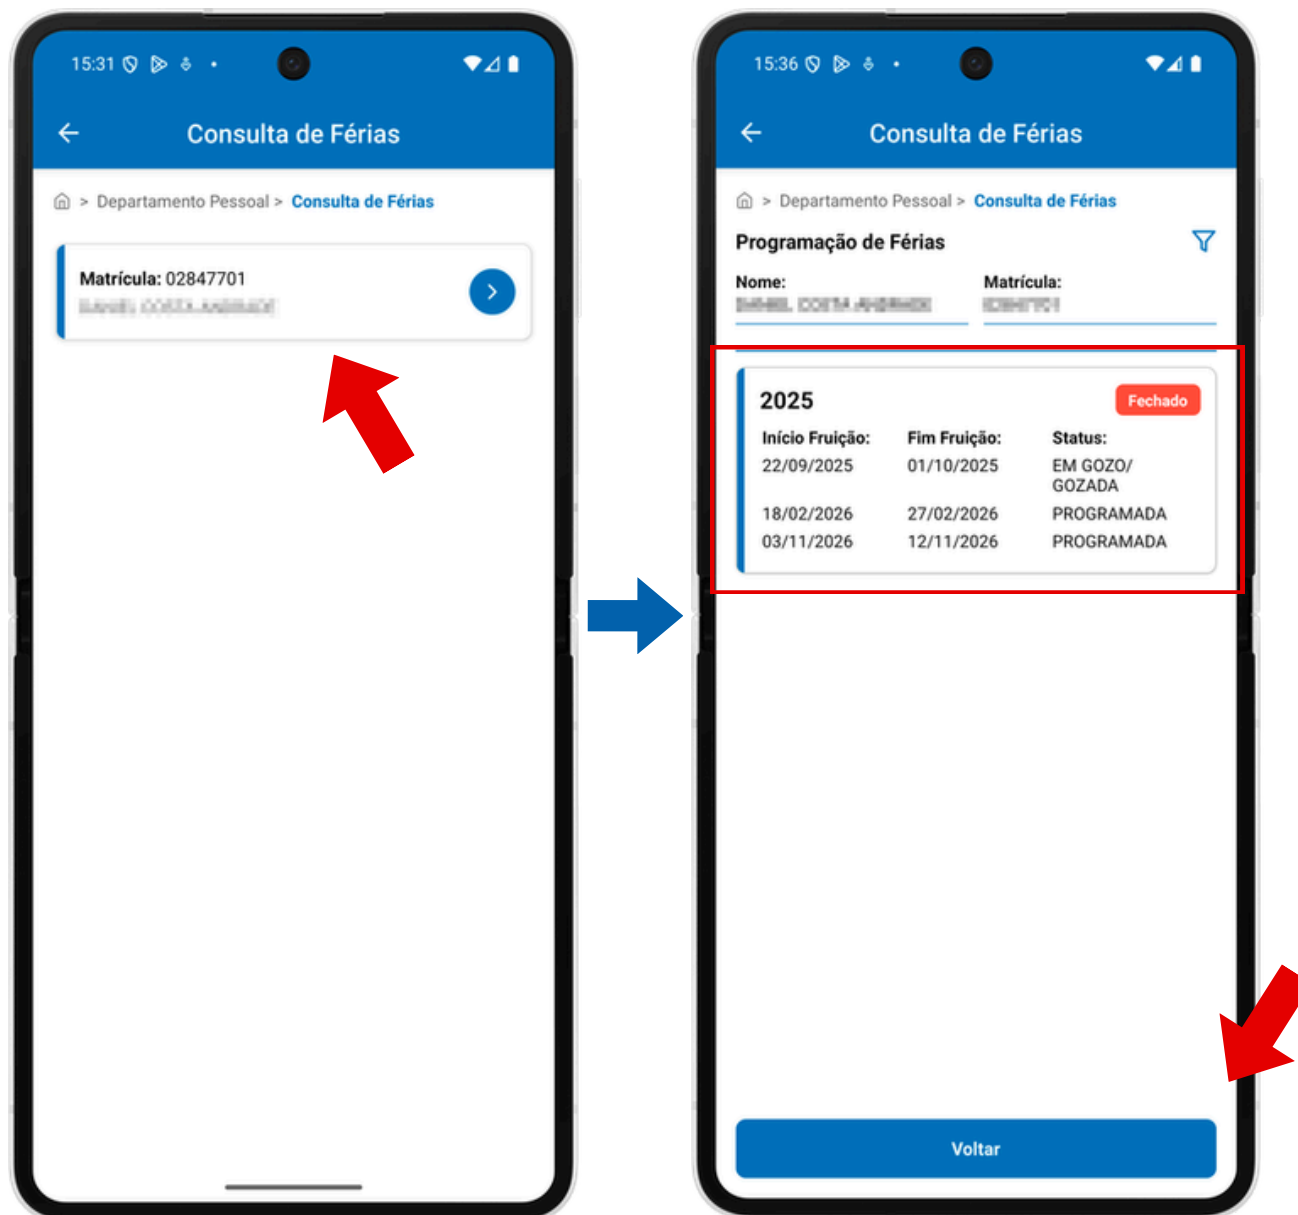 15:31
Consulta de Férias
> Departamento Pessoal > Consulta de Férias
Matrícula: 02847701
15:36
Consulta de Férias
> Departamento Pessoal > Consulta de Férias
Programação de Férias
Nome: Matrícula:
2025 Fechado
Início Fruição: Fim Fruição: Status:
22/09/2025 01/10/2025 EM GOZO/
GOZADA
18/02/2026 27/02/2026 PROGRAMADA
03/11/2026 12/11/2026 PROGRAMADA
Voltar